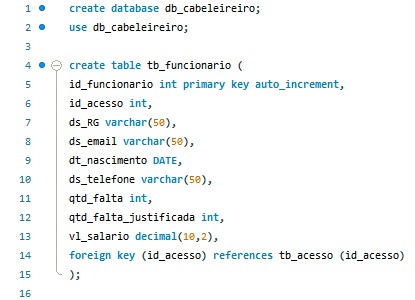 1 create database db_cabeleireiro;
2 use db_cabeleireiro;
3
4 create table tb_funcionario (
5 id_funcionario int primary key auto_increment,
6 id_acesso int,
7 ds_RG varchar(50),
8 ds_email varchar(50),
9 dt_nascimento DATE,
10 ds_telefone varchar(50),
11 qtd_falta int,
12 qtd_falta_justificada int,
13 vl_salario decimal(10,2),
14 foreign key (id_acesso) references tb_acesso (id_acesso)
15 );
16